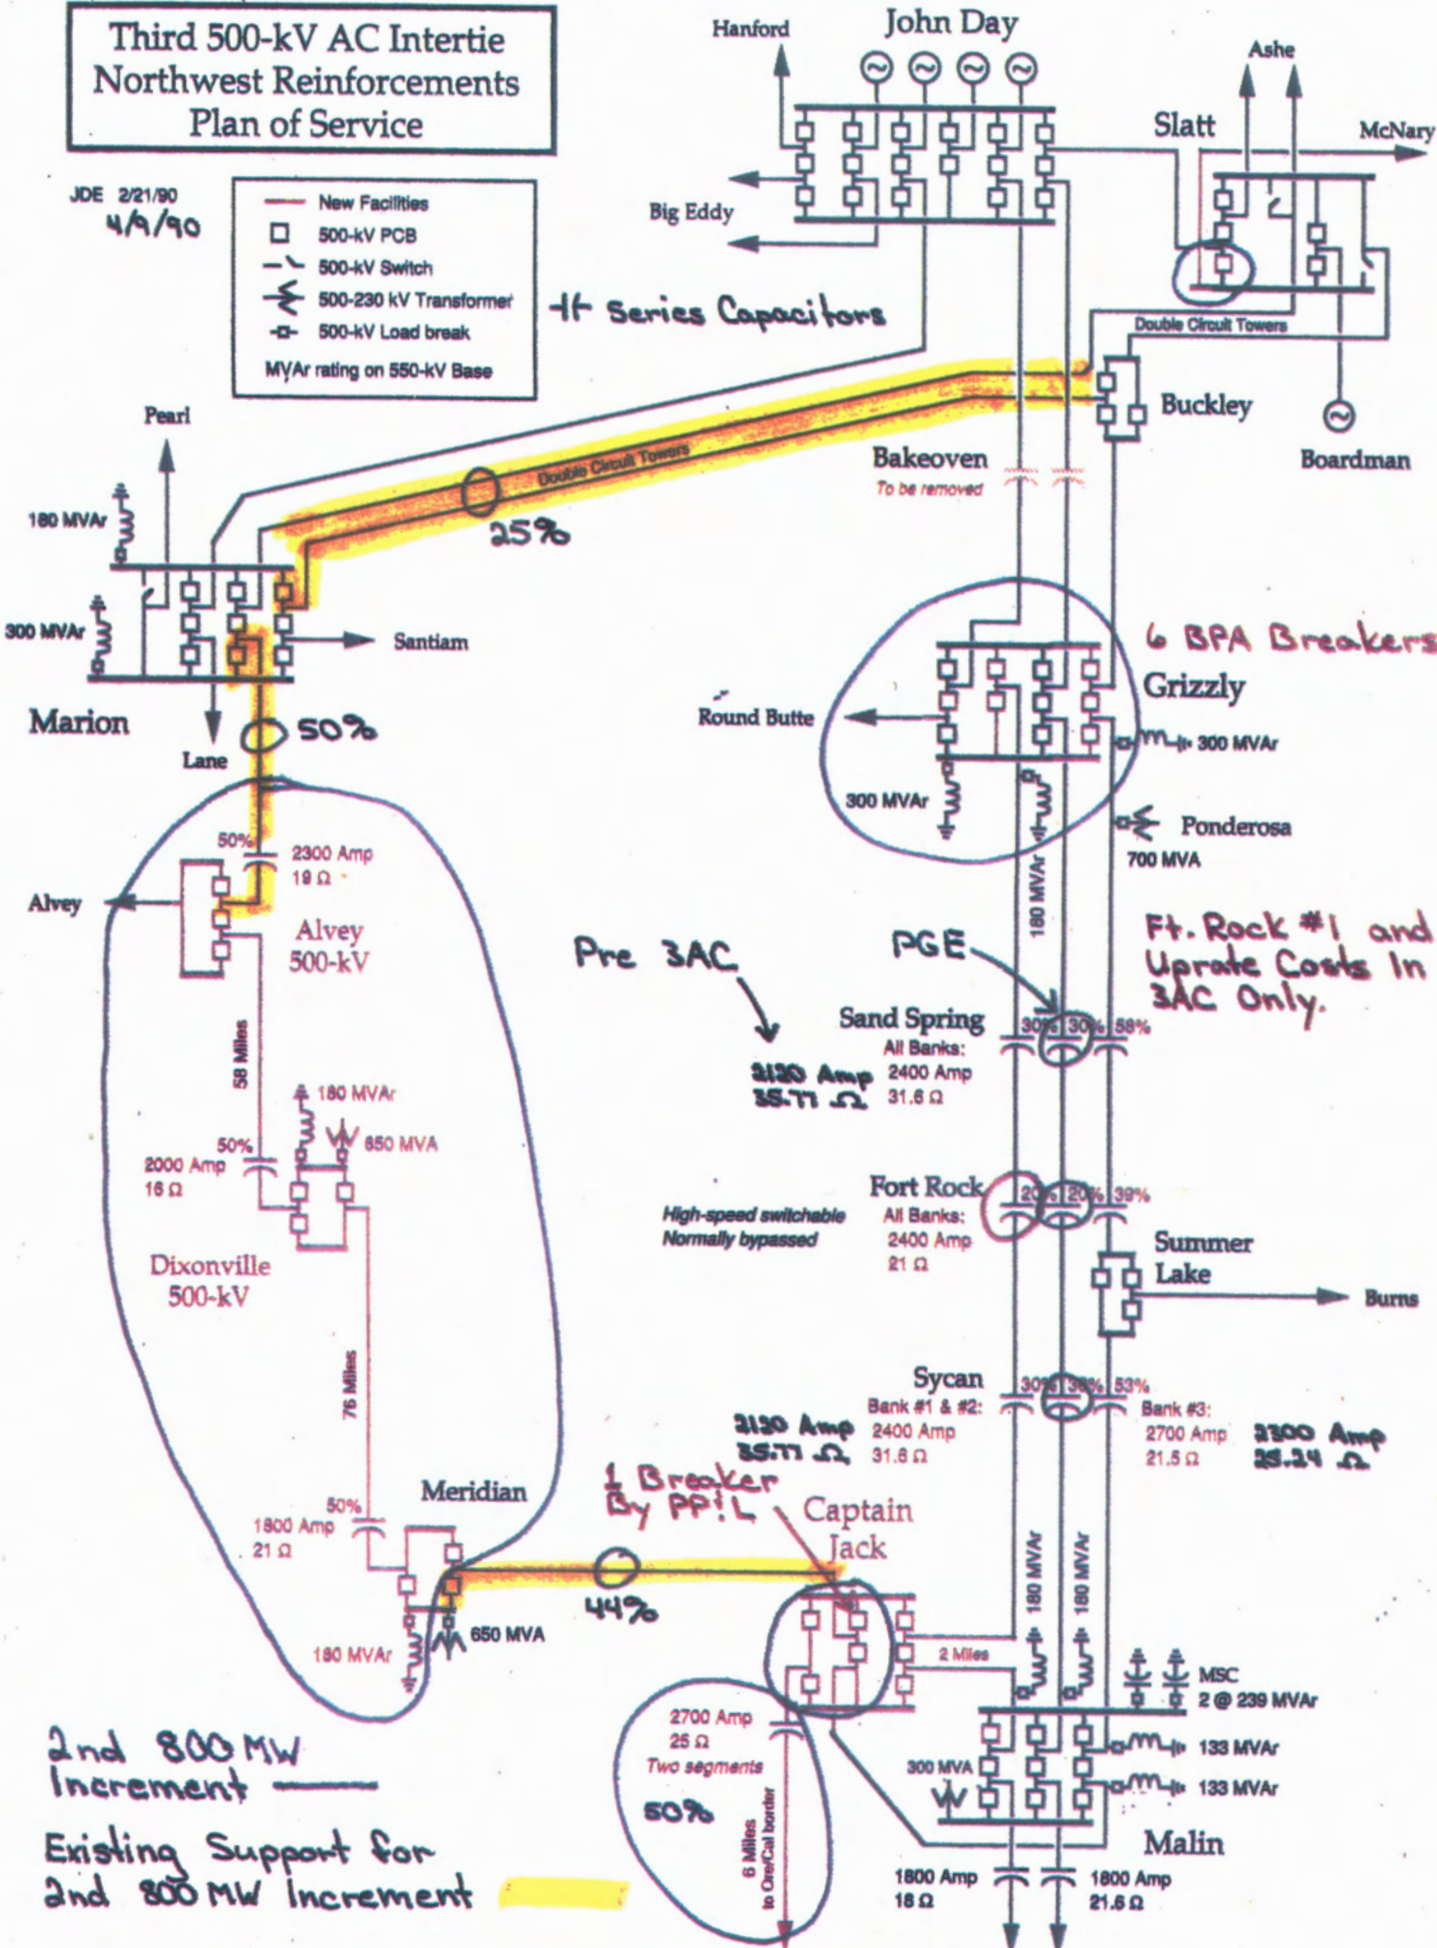 Third 500-kV AC Intertie
Northwest Reinforcements
Plan of Service
JDE 2/21/90
4/9/90
New Facilities
500-kV PCB
500-kV Switch
500-230 kV Transformer
500-kV Load break
MVAr rating on 550-kV Base
Series Capacitors
Hanford
John Day
Ashe
Slatt
McNary
Big Eddy
Double Circuit Towers
Buckley
Boardman
Pearl
Bakeoven
To be removed
Double Circuit Towers
25%
180 MVAr
300 MVAr
Santiam
Marion
Lane
50%
6 BPA Breakers
Grizzly
Round Butte
300 MVAr
300 MVAr
180 MVAr
Ponderosa
700 MVA
50%
2300 Amp
19 Ω
Alvey
Alvey
500-kV
58 Miles
Pre 3AC
PGE
Ft. Rock #1 and
Uprate Costs In
3AC Only.
Sand Spring
30% 30% 58%
All Banks:
2400 Amp
31.6 Ω
2120 Amp
35.77 Ω
180 MVAr
650 MVA
50%
2000 Amp
16 Ω
Dixonville
500-kV
76 Miles
Fort Rock
20% 20% 39%
All Banks:
2400 Amp
21 Ω
High-speed switchable
Normally bypassed
Summer
Lake
Burns
Sycan
30% 53%
Bank #1 & #2:
2400 Amp
31.6 Ω
2120 Amp
35.77 Ω
Bank #3:
2700 Amp
21.5 Ω
2300 Amp
25.24 Ω
Meridian
50%
1800 Amp
21 Ω
1 Breaker
By PP&L
Captain
Jack
44%
180 MVAr
650 MVA
2 Miles
180 MVAr
180 MVAr
MSC
2 @ 239 MVAr
133 MVAr
133 MVAr
300 MVA
Malin
2700 Amp
25 Ω
Two segments
50%
6 Miles
to Ore/Cal border
1800 Amp
18 Ω
1800 Amp
21.6 Ω
2nd 800 MW
Increment
Existing Support for
2nd 800 MW Increment